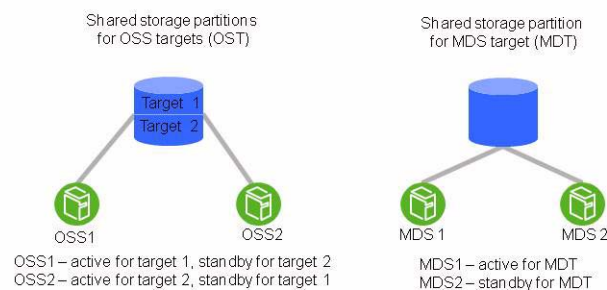 Shared storage partitions
for OSS targets (OST)
Target 1
Target 2
OSS1
OSS2
OSS1 – active for target 1, standby for target 2
OSS2 – active for target 2, standby for target 1
Shared storage partition
for MDS target (MDT)
MDS 1
MDS 2
MDS1 – active for MDT
MDS2 – standby for MDT